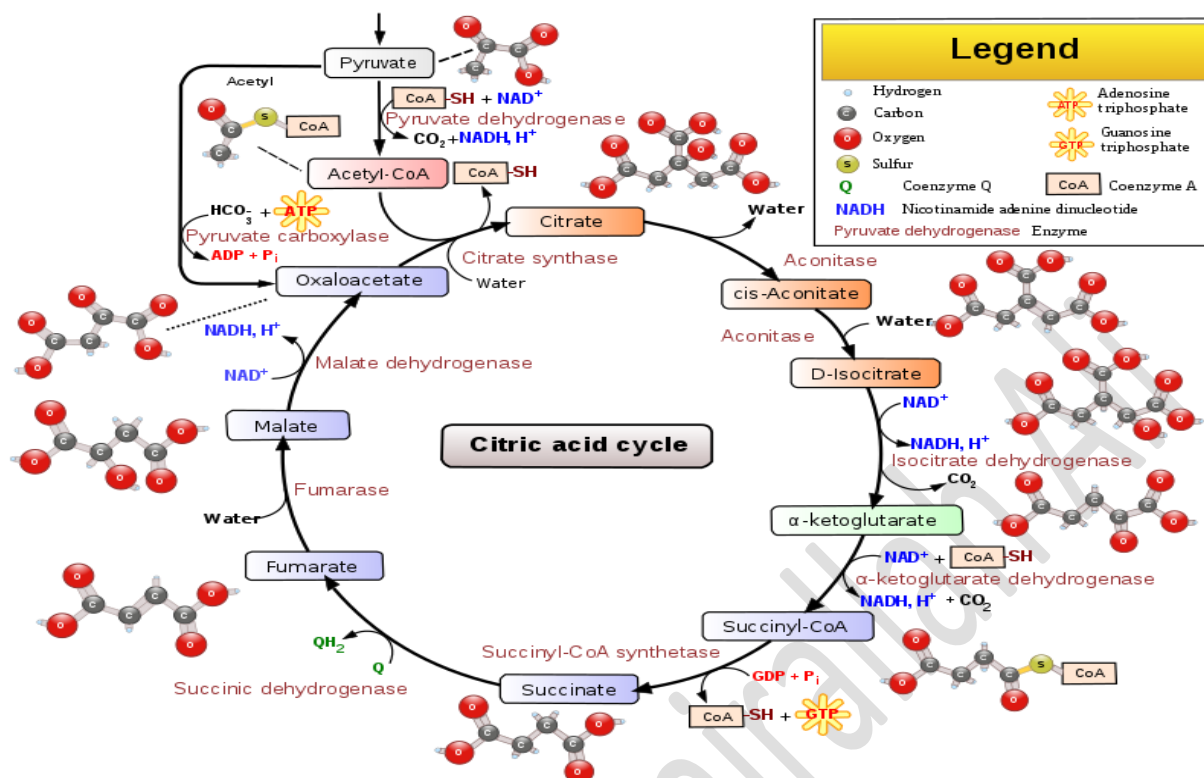 Pyruvate
Acetyl
CoA -SH + NAD⁺
Pyruvate dehydrogenase
CO₂ + NADH, H⁺
S
CoA
Acetyl-CoA
CoA -SH
HCO₃⁻ + ATP
Pyruvate carboxylase
ADP + Pᵢ
Citrate
Water
Citrate synthase
Water
Oxaloacetate
Aconitase
cis-Aconitate
Water
Aconitase
D-Isocitrate
NAD⁺
NADH, H⁺
Isocitrate dehydrogenase
CO₂
α-ketoglutarate
NAD⁺ + CoA -SH
α-ketoglutarate dehydrogenase
NADH, H⁺ + CO₂
Succinyl-CoA
S
CoA
Succinyl-CoA synthetase
GDP + Pᵢ
CoA -SH + GTP
Succinate
QH₂
Q
Succinic dehydrogenase
Fumarate
Water
Fumarase
Malate
NADH, H⁺
Malate dehydrogenase
NAD⁺
Citric acid cycle
Legend
Hydrogen
C Carbon
O Oxygen
S Sulfur
Q Coenzyme Q
NADH Nicotinamide adenine dinucleotide
Pyruvate dehydrogenase Enzyme
ATP Adenosine
triphosphate
GTP Guanosine
triphosphate
CoA Coenzyme A